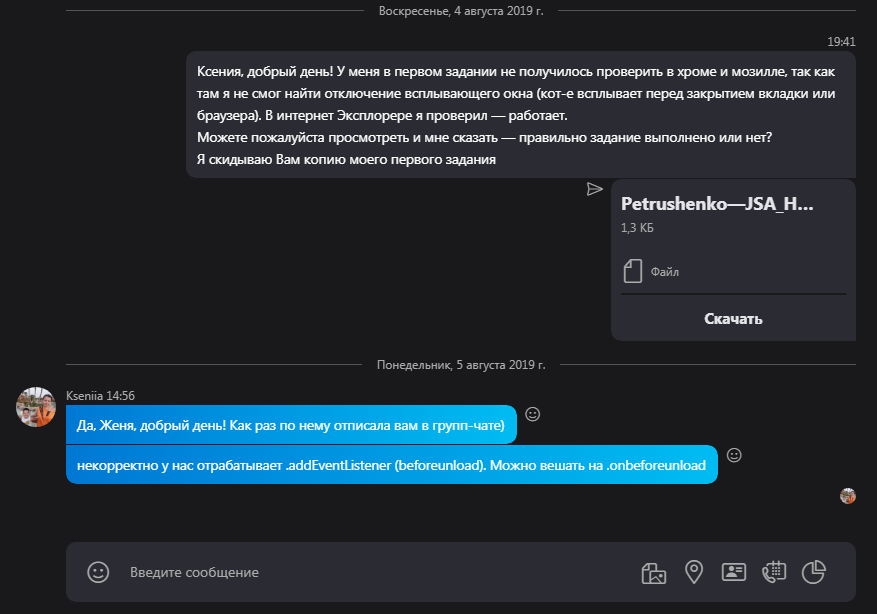 Воскресенье, 4 августа 2019 г.
19:41
Ксения, добрый день! У меня в первом задании не получилось проверить в хроме и мозилле, так как
там я не смог найти отключение всплывающего окна (кот-е всплывает перед закрытием вкладки или
браузера). В интернет Эксплорере я проверил — работает.
Можете пожалуйста просмотреть и мне сказать — правильно задание выполнено или нет?
Я скидываю Вам копию моего первого задания
Petrushenko—JSA_H...
1,3 КБ
Файл
Скачать
Понедельник, 5 августа 2019 г.
Kseniia 14:56
Да, Женя, добрый день! Как раз по нему отписала вам в групп-чате)
некорректно у нас отрабатывает .addEventListener (beforeunload). Можно вешать на .onbeforeunload
Введите сообщение